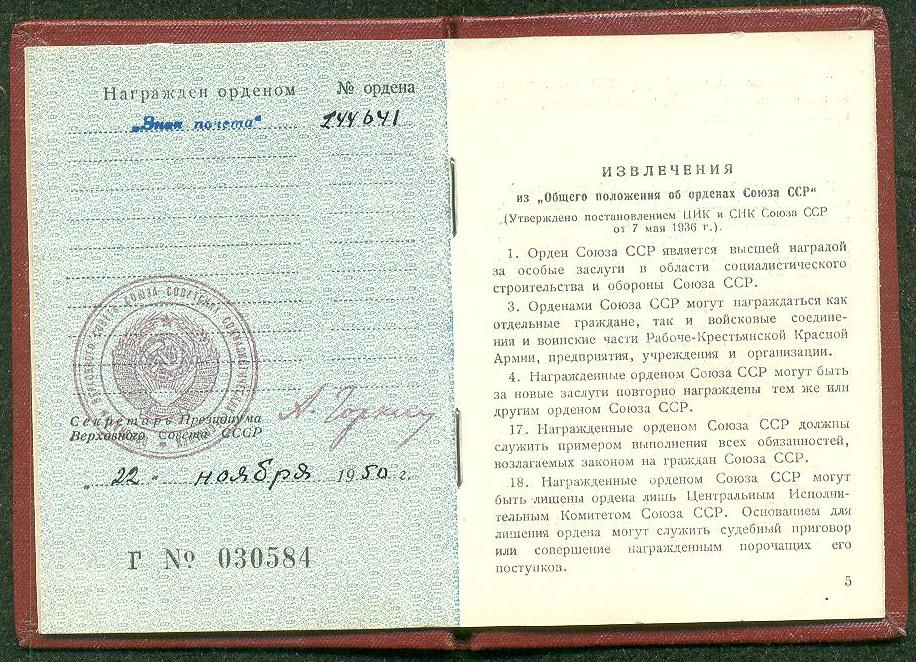 Награжден орденом № ордена
„Знак почета“ 244641
Секретарь Президиума
Верховного Совета СССР
„22“ ноября 1950 г.
Г № 030584
ИЗВЛЕЧЕНИЯ
из „Общего положения об орденах Союза ССР“
(Утверждено постановлением ЦИК и СНК Союза ССР
от 7 мая 1936 г.).
1. Орден Союза ССР является высшей наградой
за особые заслуги в области социалистического
строительства и обороны Союза ССР.
3. Орденами Союза ССР могут награждаться как
отдельные граждане, так и войсковые соедине-
ния и воинские части Рабоче-Крестьянской Красной
Армии, предприятия, учреждения и организации.
4. Награжденные орденом Союза ССР могут быть
за новые заслуги повторно награждены тем же или
другим орденом Союза ССР.
17. Награжденные орденом Союза ССР должны
служить примером выполнения всех обязанностей,
возлагаемых законом на граждан Союза ССР.
18. Награжденные орденом Союза ССР могут
быть лишены ордена лишь Центральным Исполни-
тельным Комитетом Союза ССР. Основанием для
лишения ордена могут служить судебный приговор
или совершение награжденным порочащих его
поступков.
5